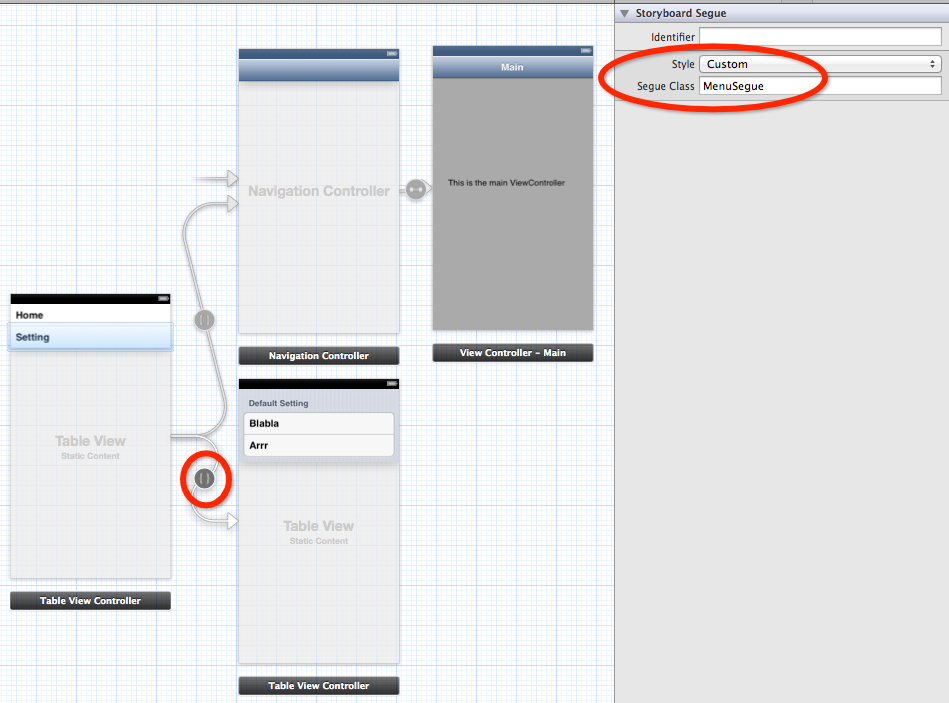 Storyboard Segue
Identifier
Style Custom
Segue Class MenuSegue
Main
Navigation Controller
This is the main ViewController
Home
Setting
Navigation Controller
View Controller - Main
Default Setting
Blabla
Arrr
Table View
Static Content
Table View
Static Content
Table View Controller
Table View Controller